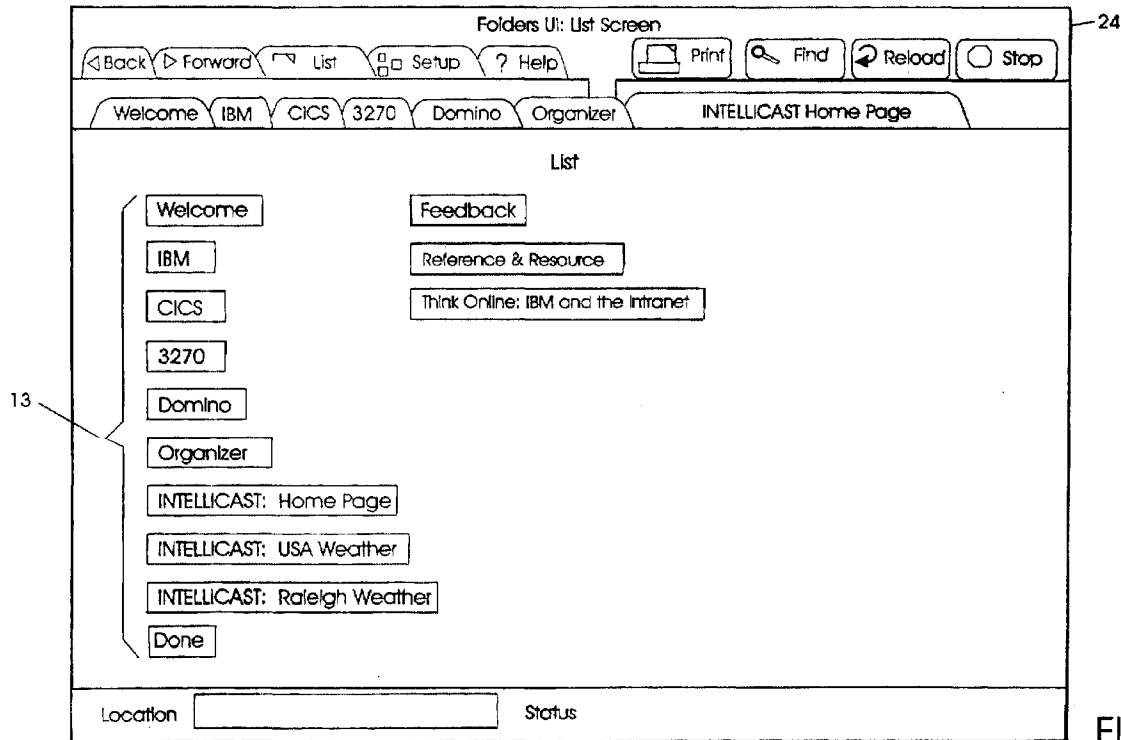 Folders UI: List Screen
24
Back Forward List Setup ? Help Print Find Reload Stop
Welcome IBM CICS 3270 Domino Organizer INTELLICAST Home Page
List
Welcome Feedback
IBM Reference & Resource
CICS Think Online: IBM and the Intranet
3270
13
Domino
Organizer
INTELLICAST: Home Page
INTELLICAST: USA Weather
INTELLICAST: Raleigh Weather
Done
Location Status